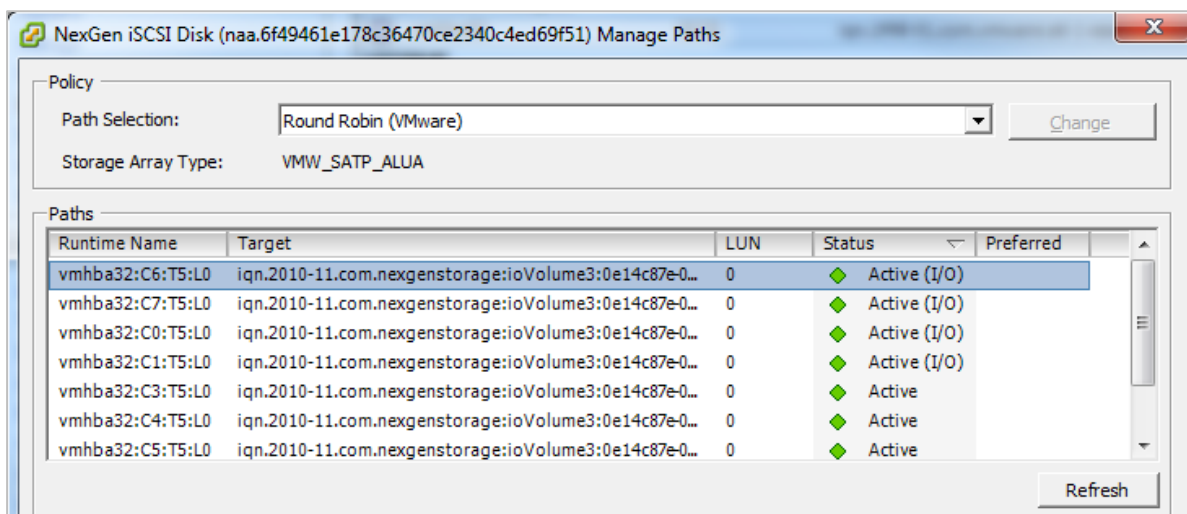 NexGen iSCSI Disk (naa.6f49461e178c36470ce2340c4ed69f51) Manage Paths
Policy
Path Selection: Round Robin (VMware) Change
Storage Array Type: VMW_SATP_ALUA
Paths
Runtime Name Target LUN Status Preferred
vmhba32:C6:T5:L0 iqn.2010-11.com.nexgenstorage:ioVolume3:0e14c87e-0... 0 Active (I/O)
vmhba32:C7:T5:L0 iqn.2010-11.com.nexgenstorage:ioVolume3:0e14c87e-0... 0 Active (I/O)
vmhba32:C0:T5:L0 iqn.2010-11.com.nexgenstorage:ioVolume3:0e14c87e-0... 0 Active (I/O)
vmhba32:C1:T5:L0 iqn.2010-11.com.nexgenstorage:ioVolume3:0e14c87e-0... 0 Active (I/O)
vmhba32:C3:T5:L0 iqn.2010-11.com.nexgenstorage:ioVolume3:0e14c87e-0... 0 Active
vmhba32:C4:T5:L0 iqn.2010-11.com.nexgenstorage:ioVolume3:0e14c87e-0... 0 Active
vmhba32:C5:T5:L0 iqn.2010-11.com.nexgenstorage:ioVolume3:0e14c87e-0... 0 Active
Refresh